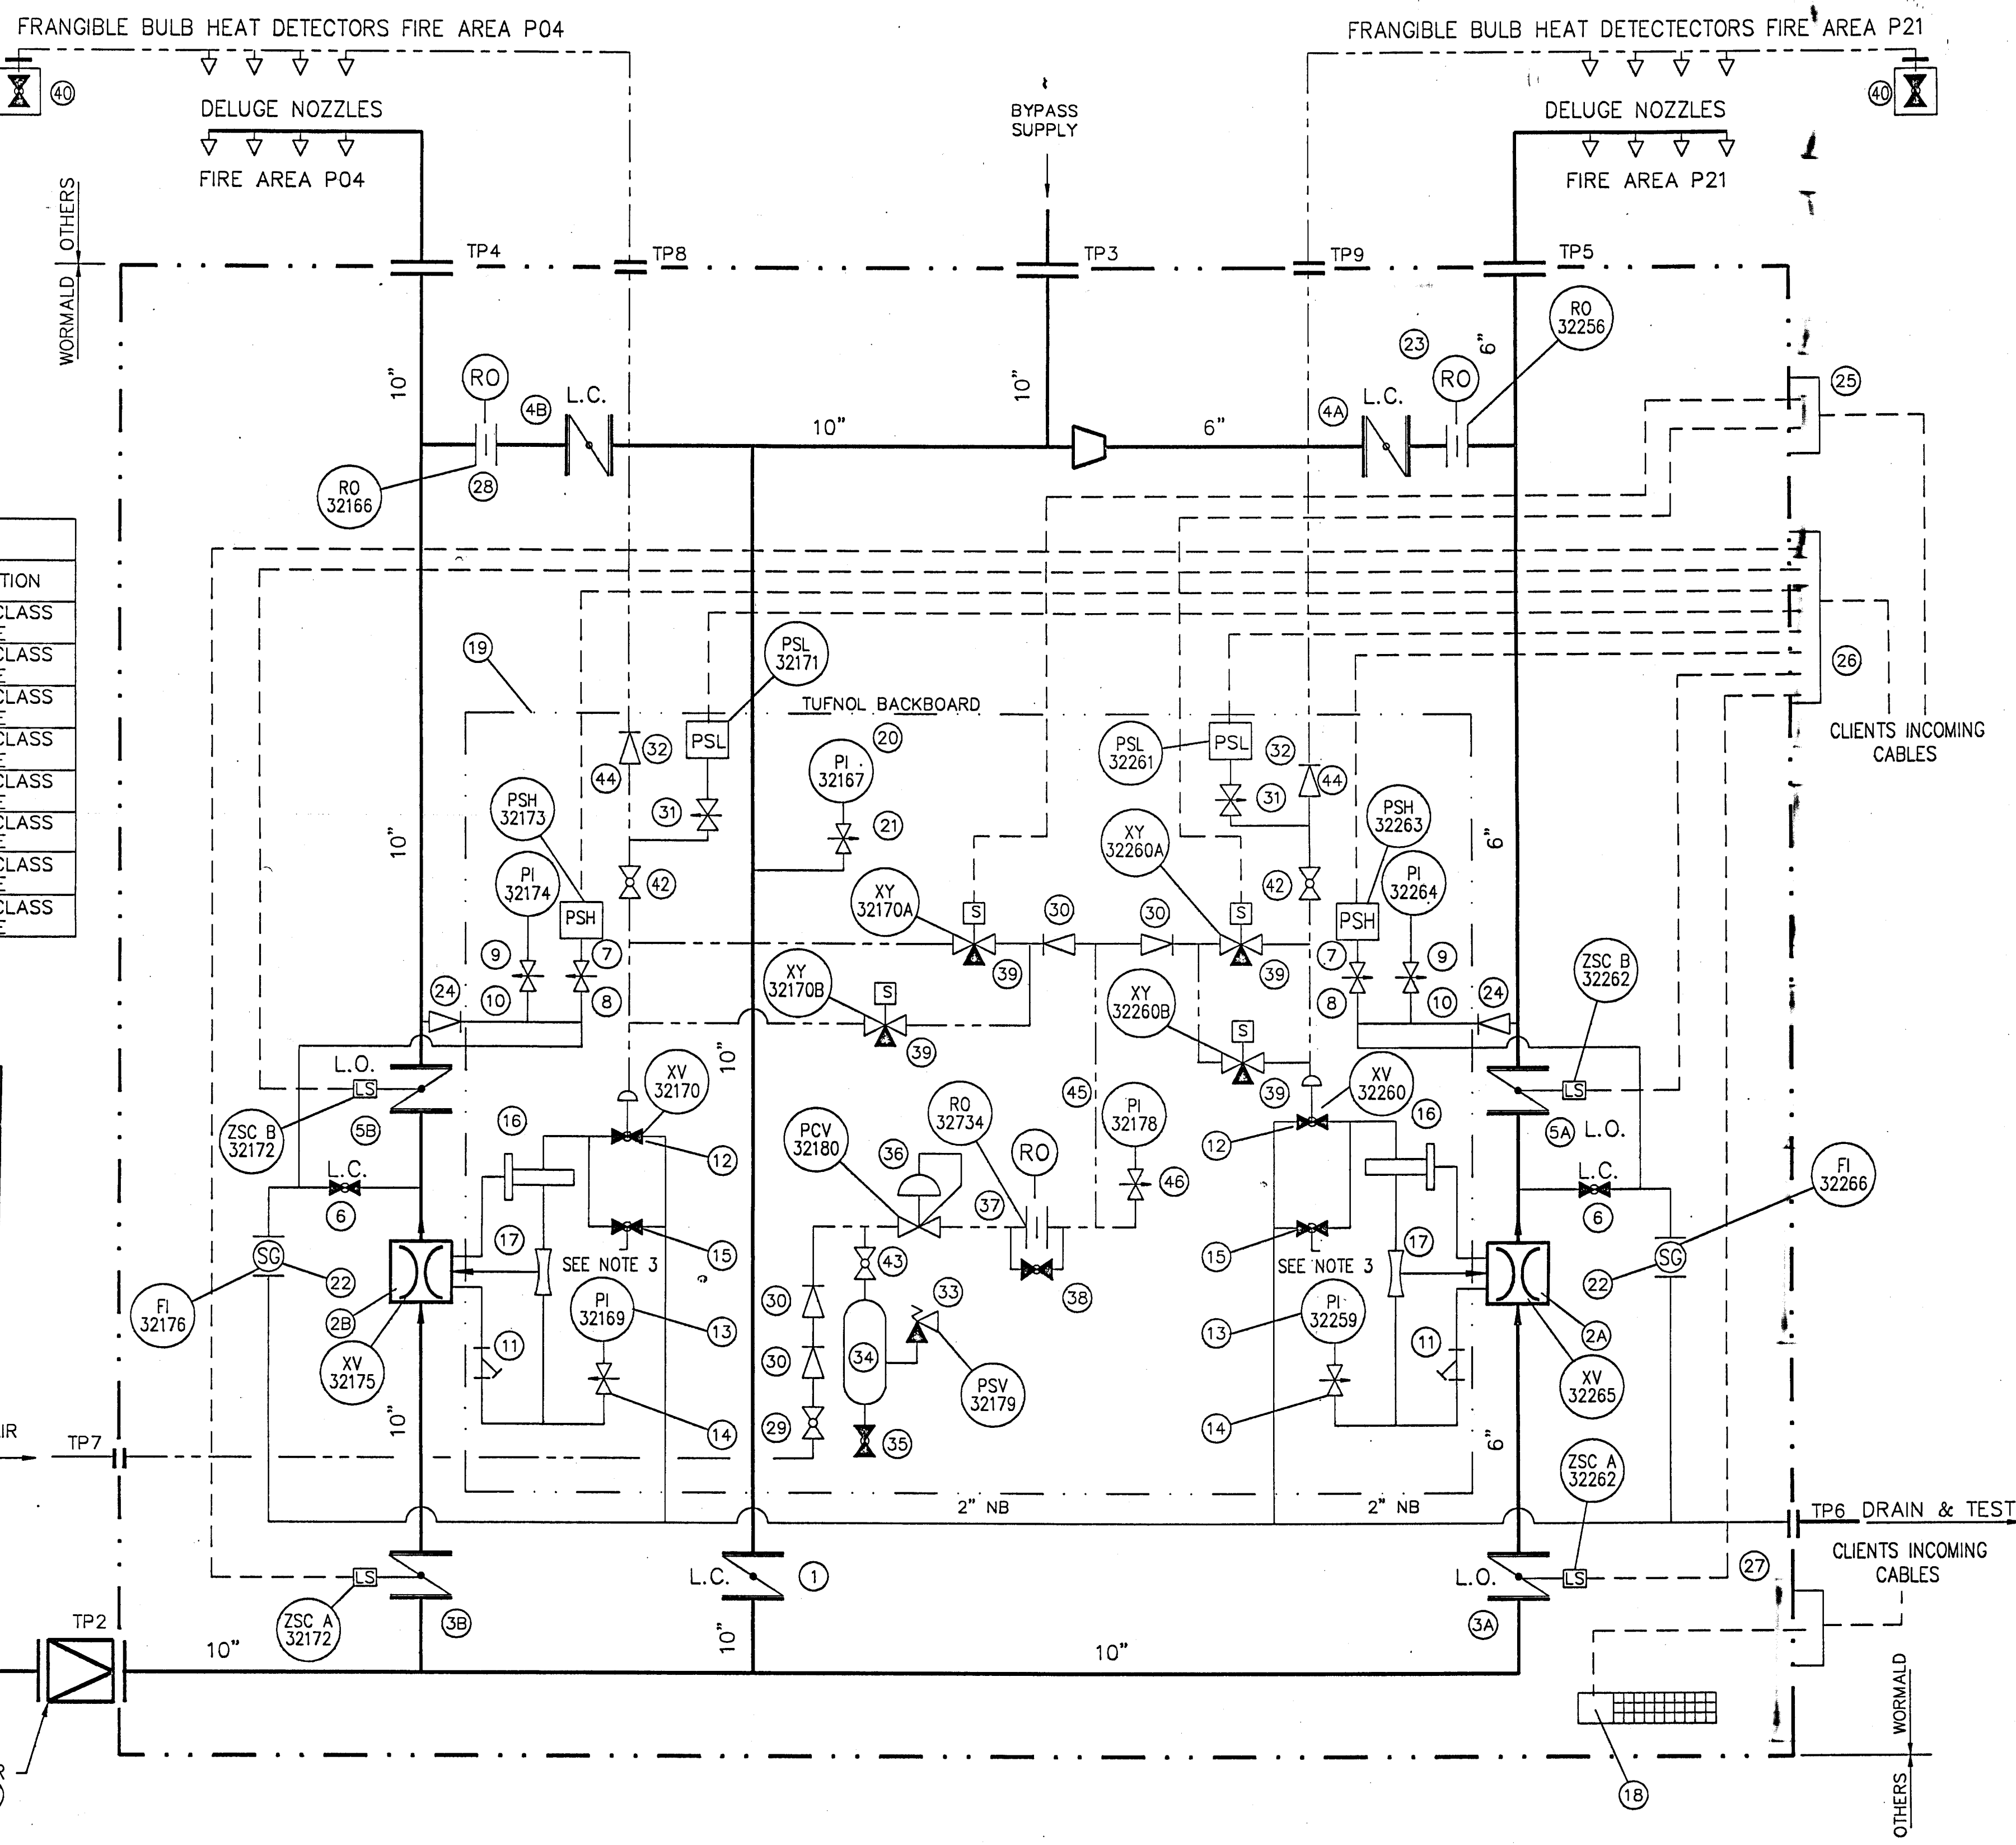 FRANGIBLE BULB HEAT DETECTORS FIRE AREA P04
FRANGIBLE BULB HEAT DETECTECTORS FIRE AREA P21
40
DELUGE NOZZLES
FIRE AREA P04
BYPASS
SUPPLY
40
DELUGE NOZZLES
FIRE AREA P21
OTHERS
WORMALD
TP4
TP8
TP3
TP9
TP5
10"
RO
4B
L.C.
10"
10"
6"
4A
L.C.
23
RO
6"
RO
32256
25
RO
32166
28
TION
CLASS
E
CLASS
E
CLASS
E
CLASS
E
CLASS
E
CLASS
E
CLASS
E
CLASS
E
19
PSL
32171
TUFNOL BACKBOARD
26
CLIENTS INCOMING
CABLES
32
PSL
44
20
PI
32167
PSL
32261
PSL
32
44
PSH
32173
31
21
31
PSH
32263
10"
PI
32174
42
XY
32170A
XY
32260A
42
PI
32264
6"
PSH
S
30
30
S
PSH
9
7
39
39
7
9
24
10
8
XY
32170B
S
39
XY
32260B
S
39
8
10
24
ZSC B
32262
L.O.
LS
ZSC B
32172
5B
10"
XV
32170
16
12
PCV
32180
36
RO
32734
RO
45
PI
32178
46
XV
32260
16
12
LS
5A
L.O.
FI
32266
L.C.
6
L.C.
6
SG
22
17
SEE NOTE 3
15
37
43
38
15
SEE NOTE 3
17
SG
22
FI
32176
2B
XV
32175
PI
32169
13
30
33
34
30
PSV
32179
13
PI
32259
11
11
2A
XV
32265
10"
14
29
35
14
6"
IR
TP7
ZSC A
32262
2" NB
2" NB
TP6 DRAIN & TEST
CLIENTS INCOMING
CABLES
LS
ZSC A
32172
3B
L.C.
1
L.O.
LS
3A
27
TP2
10"
10"
10"
R
18
WORMALD
OTHERS